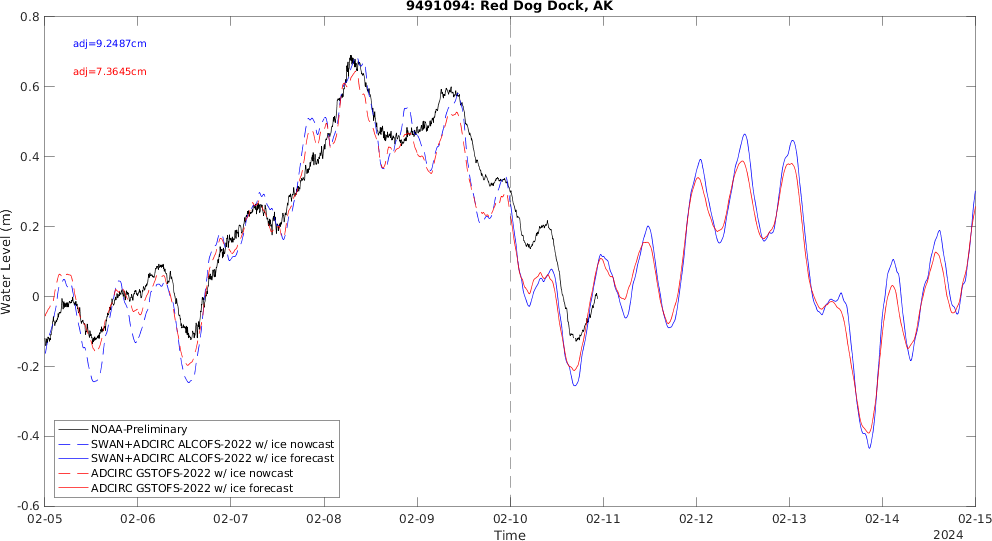 9491094: Red Dog Dock, AK
adj=9.2487cm
adj=7.3645cm
Water Level (m)
0.8
0.6
0.4
0.2
0
-0.2
-0.4
-0.6
NOAA-Preliminary
SWAN+ADCIRC ALCOFS-2022 w/ ice nowcast
SWAN+ADCIRC ALCOFS-2022 w/ ice forecast
ADCIRC GSTOFS-2022 w/ ice nowcast
ADCIRC GSTOFS-2022 w/ ice forecast
02-05 02-06 02-07 02-08 02-09 02-10 02-11 02-12 02-13 02-14 02-15
Time
2024